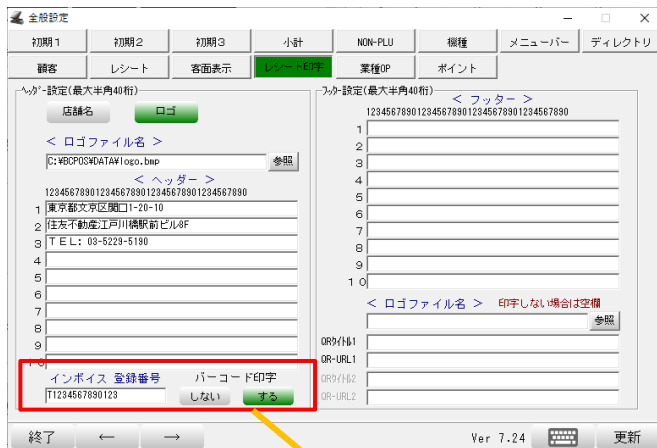 全般設定
初期1 初期2 初期3 小計 NON-PLU 機種 メニューバー ディレクトリ
顧客 レシート 客面表示 レシート印字 業種OP ポイント
ﾍｯﾀﾞｰ設定(最大半角40桁)
店舗名 ロゴ
< ロゴファイル名 >
C:¥BCPOS¥DATA¥logo.bmp 参照
< ヘッダー >
1234567890123456789012345678901234567890
1 東京都文京区関口1-20-10
2 住友不動産江戸川橋駅前ビル8F
3 ＴＥＬ: 03-5229-5190
4
5
6
7
8
9
10
インボイス 登録番号 バーコード印字
T1234567890123 しない する
ﾌｯﾀｰ設定(最大半角40桁)
< フッター >
1234567890123456789012345678901234567890
1
2
3
4
5
6
7
8
9
10
< ロゴファイル名 > 印字しない場合は空欄
参照
QRﾀｲﾄﾙ1
QR-URL1
QRﾀｲﾄﾙ2
QR-URL2
終了 ← → Ver 7.24 更新